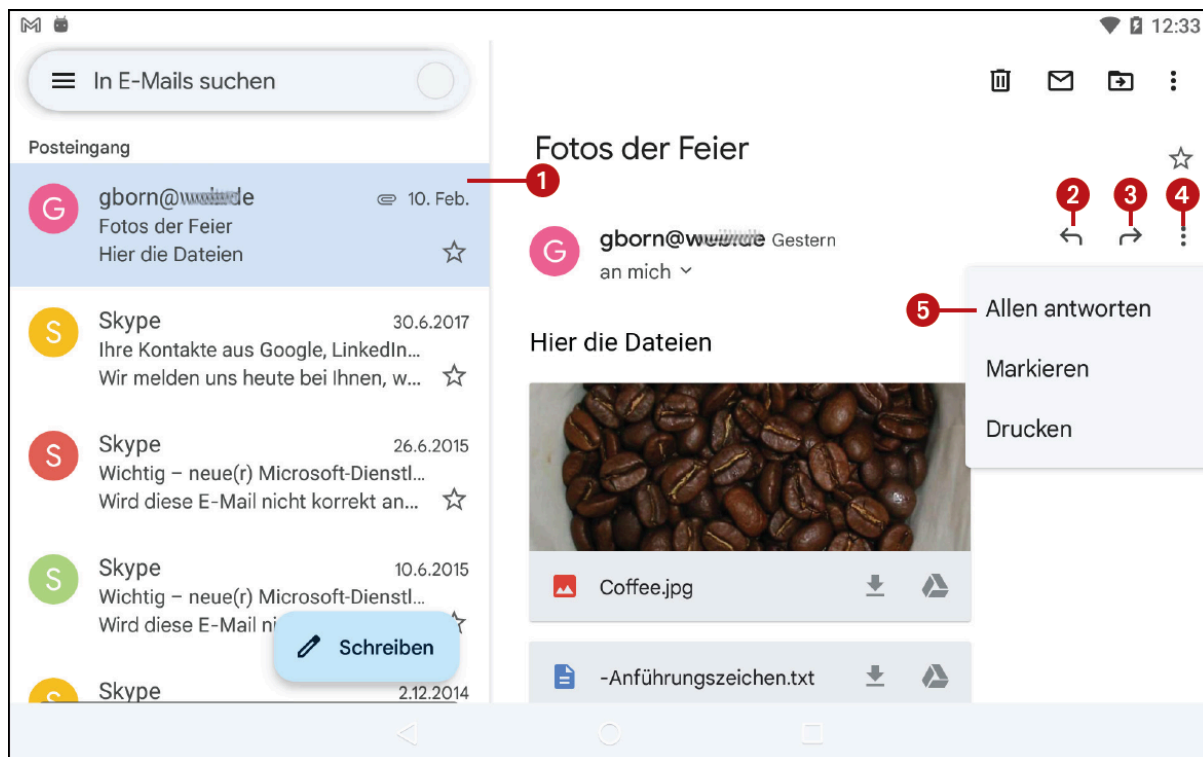 12:33
In E-Mails suchen
Posteingang
G
gborn@
10. Feb.
Fotos der Feier
Hier die Dateien
S
Skype
30.6.2017
Ihre Kontakte aus Google, LinkedIn...
Wir melden uns heute bei Ihnen, w...
S
Skype
26.6.2015
Wichtig – neue(r) Microsoft-Dienstl...
Wird diese E-Mail nicht korrekt an...
S
Skype
10.6.2015
Wichtig – neue(r) Microsoft-Dienstl...
Wird diese E-Mail ni
Schreiben
S
Skype
2.12.2014
Fotos der Feier
1
2
3
4
G
gborn@ Gestern
an mich
5
Allen antworten
Markieren
Drucken
Hier die Dateien
Coffee.jpg
-Anführungszeichen.txt